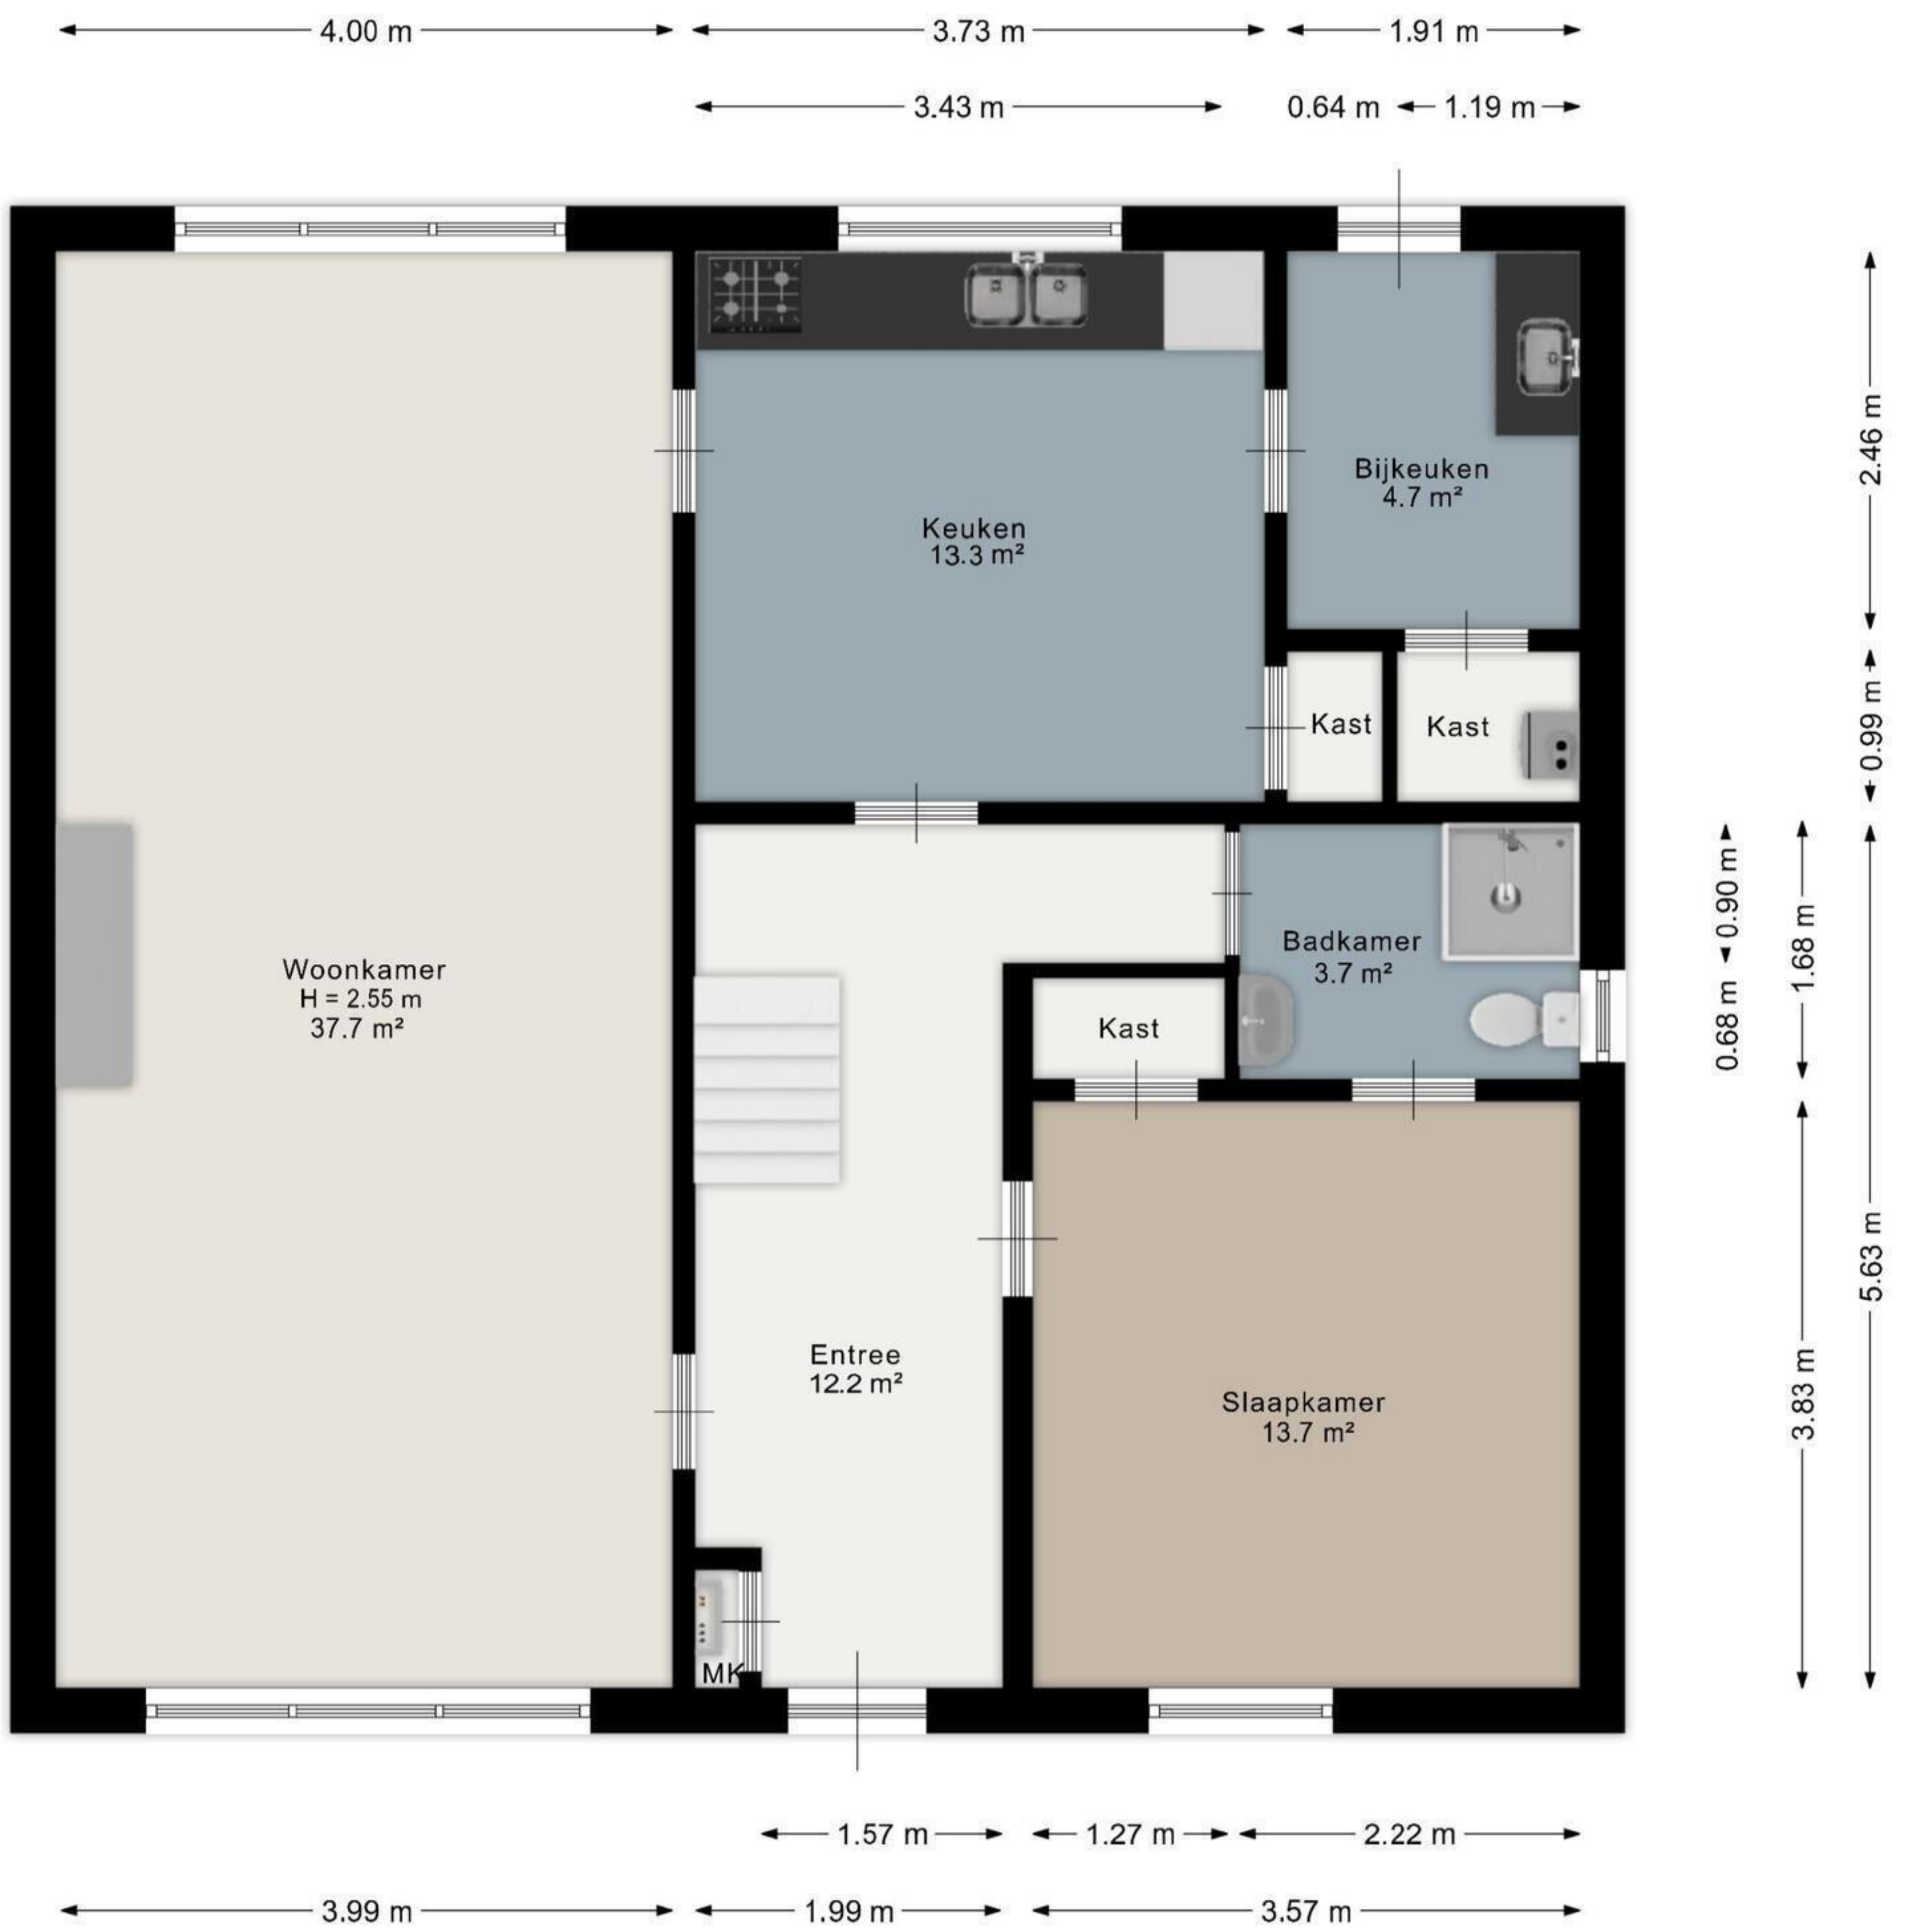 4.00 m
3.73 m
1.91 m
3.43 m
0.64 m
1.19 m
Keuken
13.3 m²
Bijkeuken
4.7 m²
2.46 m
Kast
Kast
0.99 m
Woonkamer
H = 2.55 m
37.7 m²
Badkamer
3.7 m²
Kast
0.90 m
0.68 m
1.68 m
Entree
12.2 m²
Slaapkamer
13.7 m²
3.83 m
5.63 m
MK
1.57 m
1.27 m
2.22 m
3.99 m
1.99 m
3.57 m